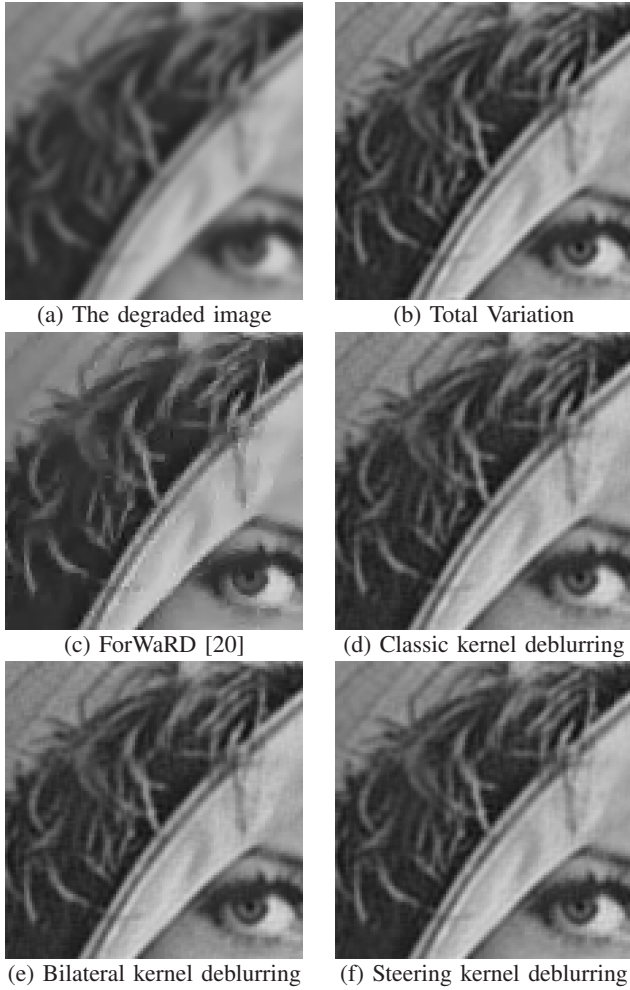 (a) The degraded image
(b) Total Variation
(c) ForWaRD [20]
(d) Classic kernel deblurring
(e) Bilateral kernel deblurring
(f) Steering kernel deblurring